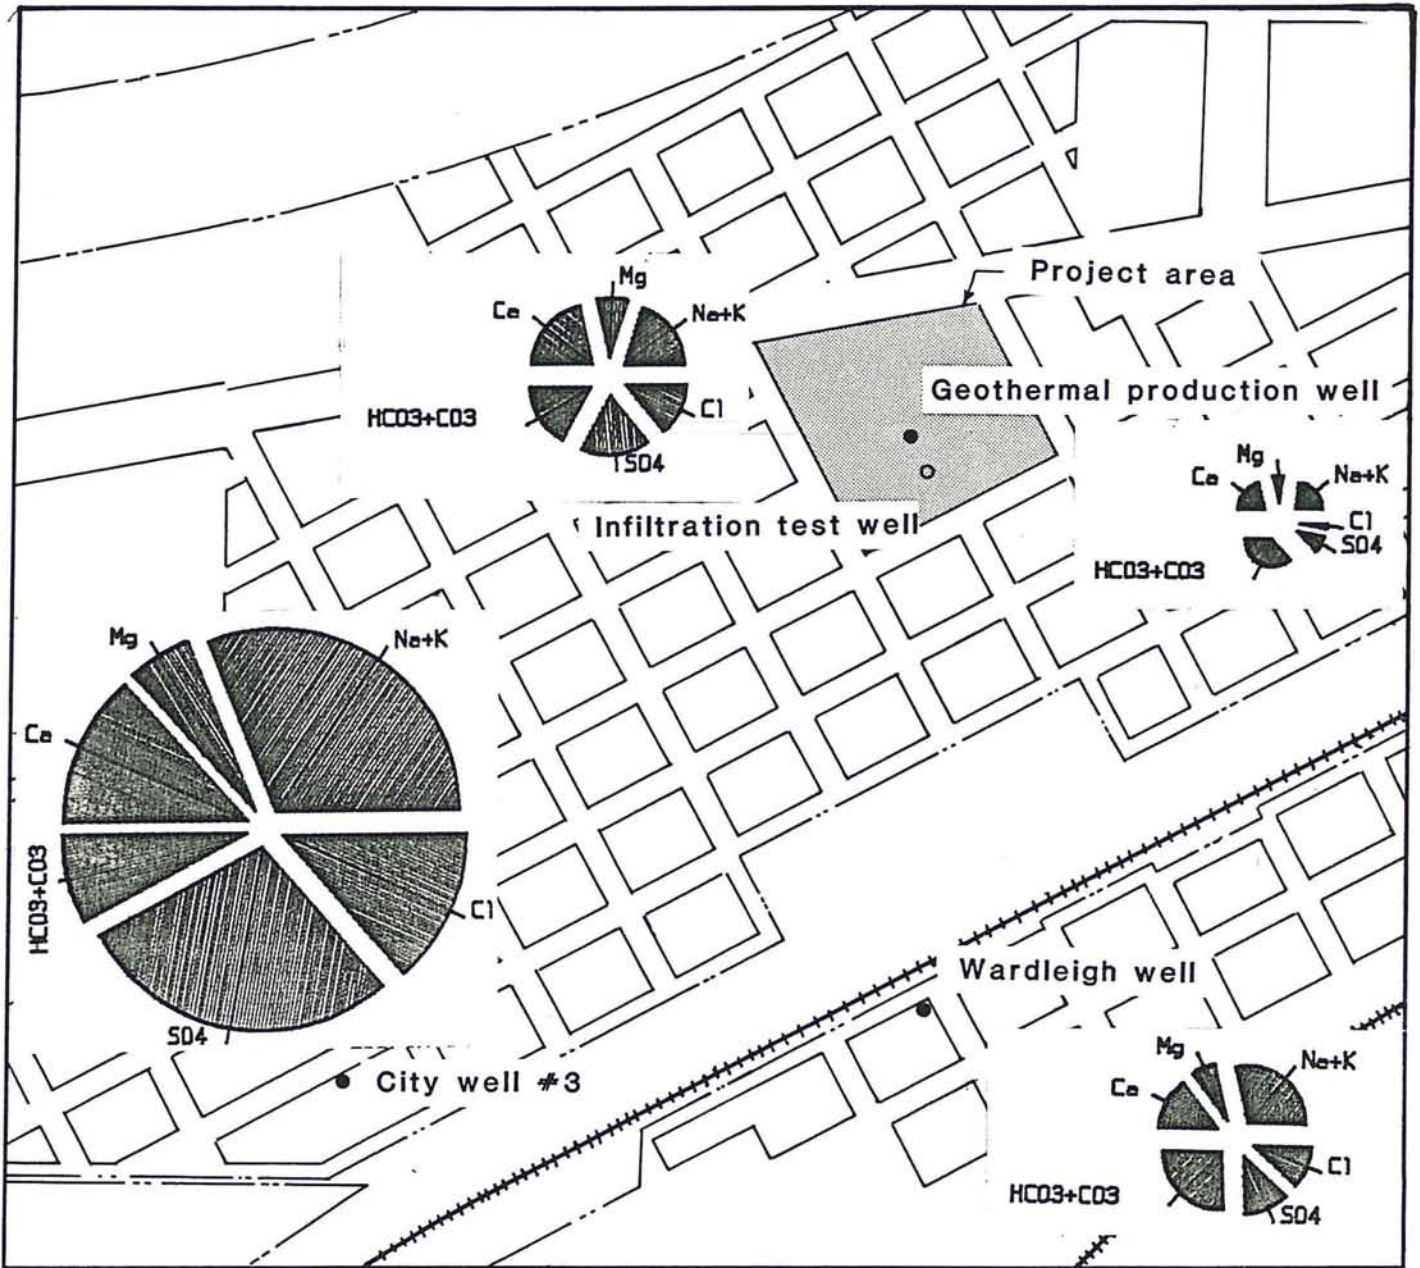 Project area
Mg
Ca
Na+K
HCO3+CO3
Cl
SO4
Geothermal production well
Mg
Ca
Na+K
Cl
SO4
HCO3+CO3
Infiltration test well
Mg
Na+K
Ca
HCO3+CO3
Cl
SO4
City well #3
Wardleigh well
Mg
Na+K
Ca
Cl
HCO3+CO3
SO4